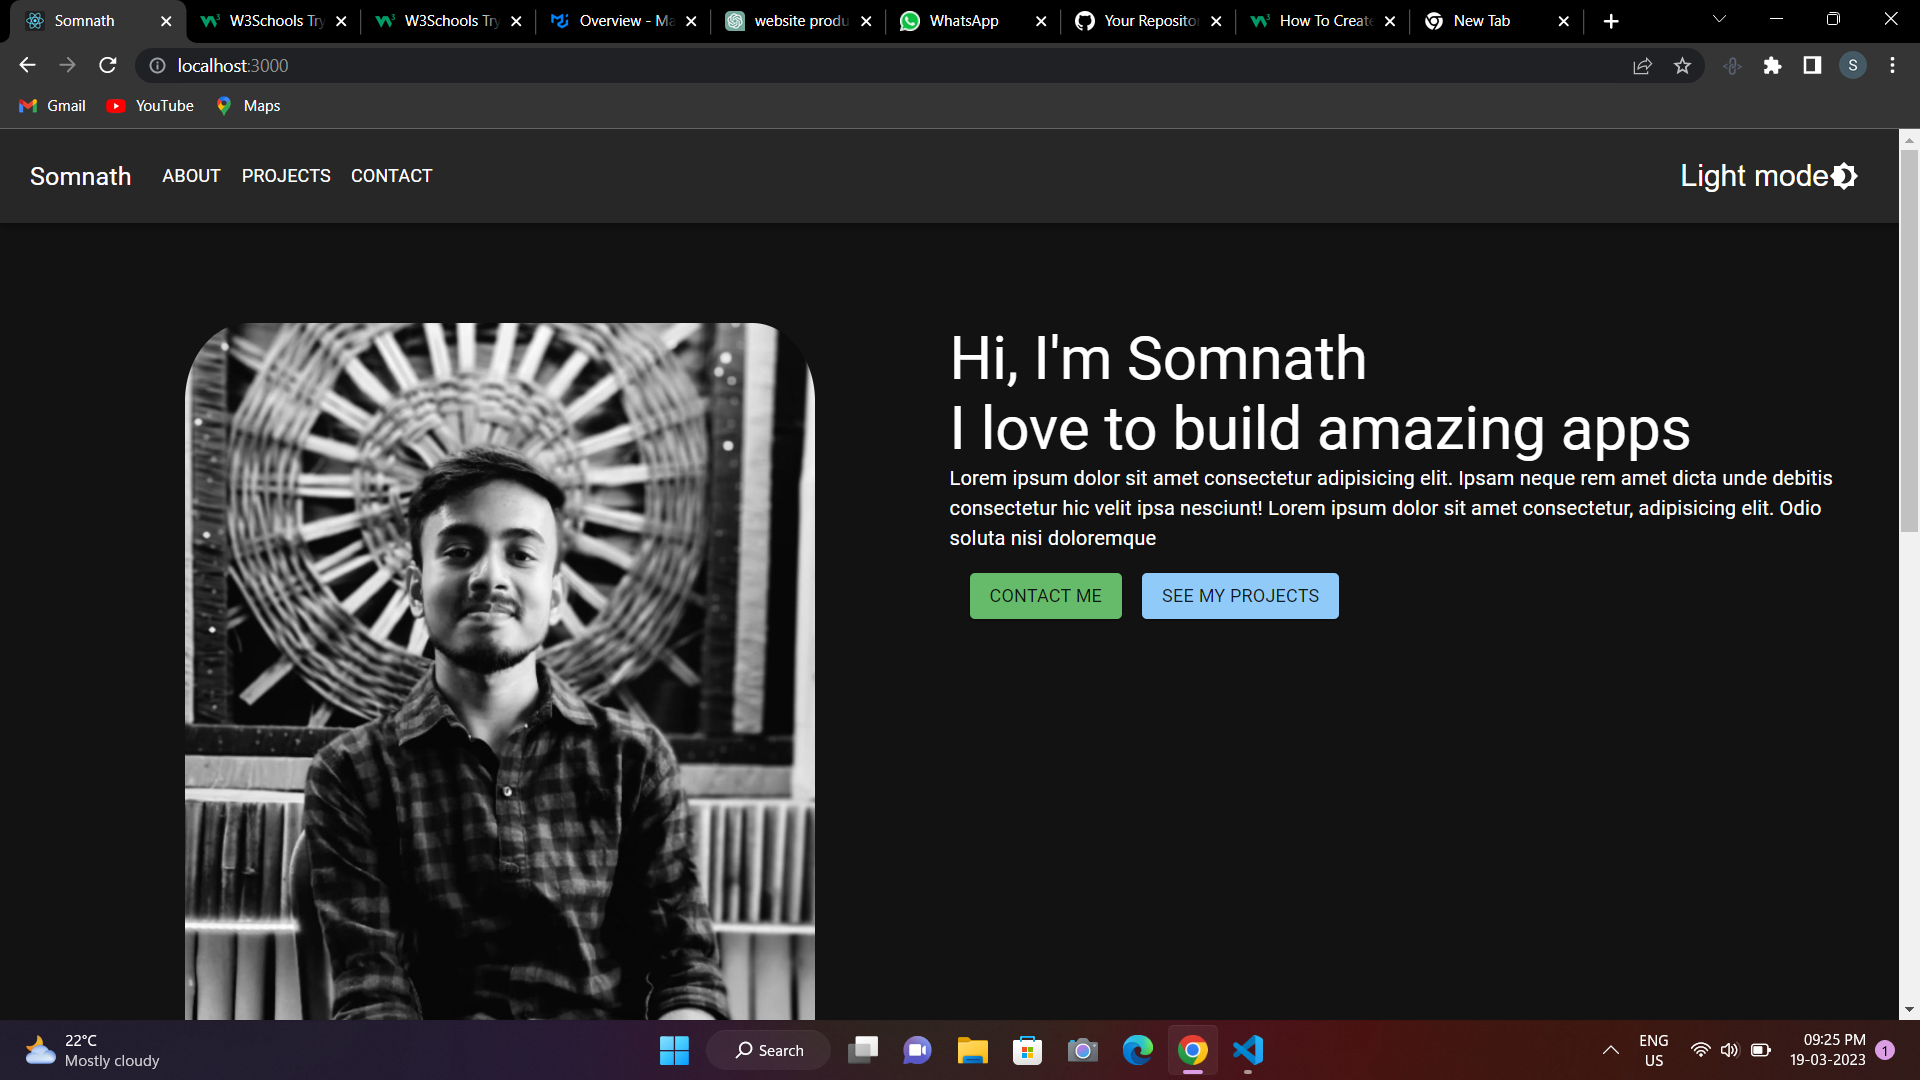 Somnath
W3Schools Try
W3Schools Try
Overview - Ma
website produ
WhatsApp
Your Reposito
How To Create
New Tab
localhost:3000
S
Gmail
YouTube
Maps
Somnath
ABOUT
PROJECTS
CONTACT
Light mode
Hi, I'm Somnath
I love to build amazing apps
Lorem ipsum dolor sit amet consectetur adipisicing elit. Ipsam neque rem amet dicta unde debitis
consectetur hic velit ipsa nesciunt! Lorem ipsum dolor sit amet consectetur, adipisicing elit. Odio
soluta nisi doloremque
CONTACT ME
SEE MY PROJECTS
22°C
Mostly cloudy
Search
ENG
US
09:25 PM
19-03-2023
1